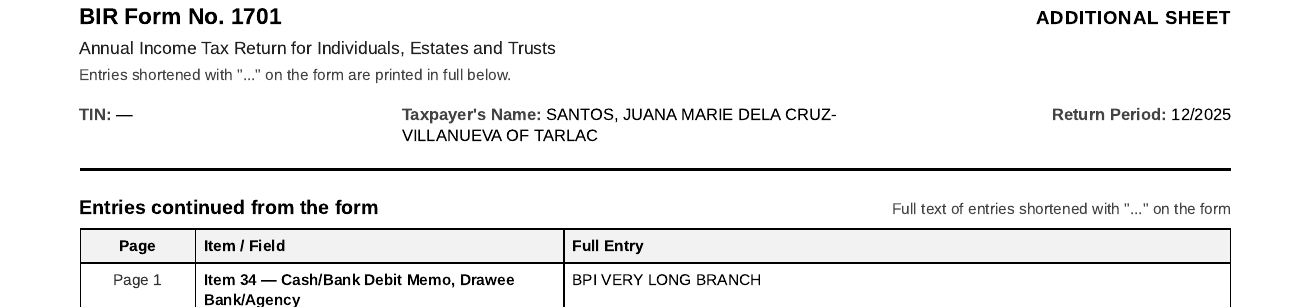 BIR Form No. 1701
ADDITIONAL SHEET
Annual Income Tax Return for Individuals, Estates and Trusts
Entries shortened with "..." on the form are printed in full below.
TIN: —
Taxpayer's Name: SANTOS, JUANA MARIE DELA CRUZ-
VILLANUEVA OF TARLAC
Return Period: 12/2025
Entries continued from the form
Full text of entries shortened with "..." on the form
Page
Item / Field
Full Entry
Page 1
Item 34 — Cash/Bank Debit Memo, Drawee
Bank/Agency
BPI VERY LONG BRANCH